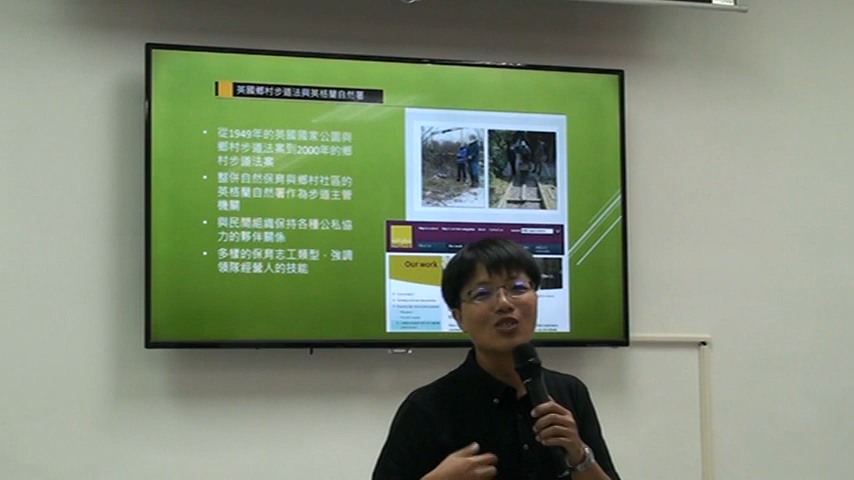 英國鄉村步道法與英格蘭自然署
• 從1949年的英國國家公園與
鄉村步道法案到2000年的鄉
村步道法案
• 整併自然保育與鄉村社區的
英格蘭自然署作為步道主管
機關
• 與民間組織保持各種公私協
力的夥伴關係
• 多樣的保育志工類型，強調
領隊經營人的技能
Our work